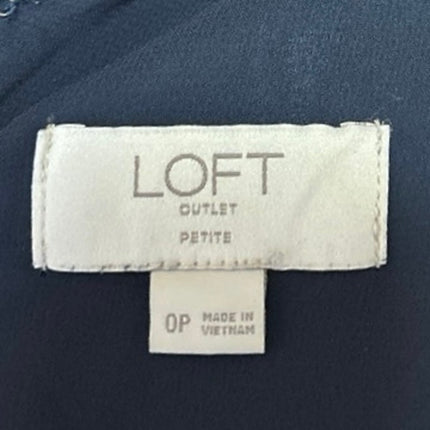 LOFT
OUTLET
PETITE
0P
MADE IN
VIETNAM